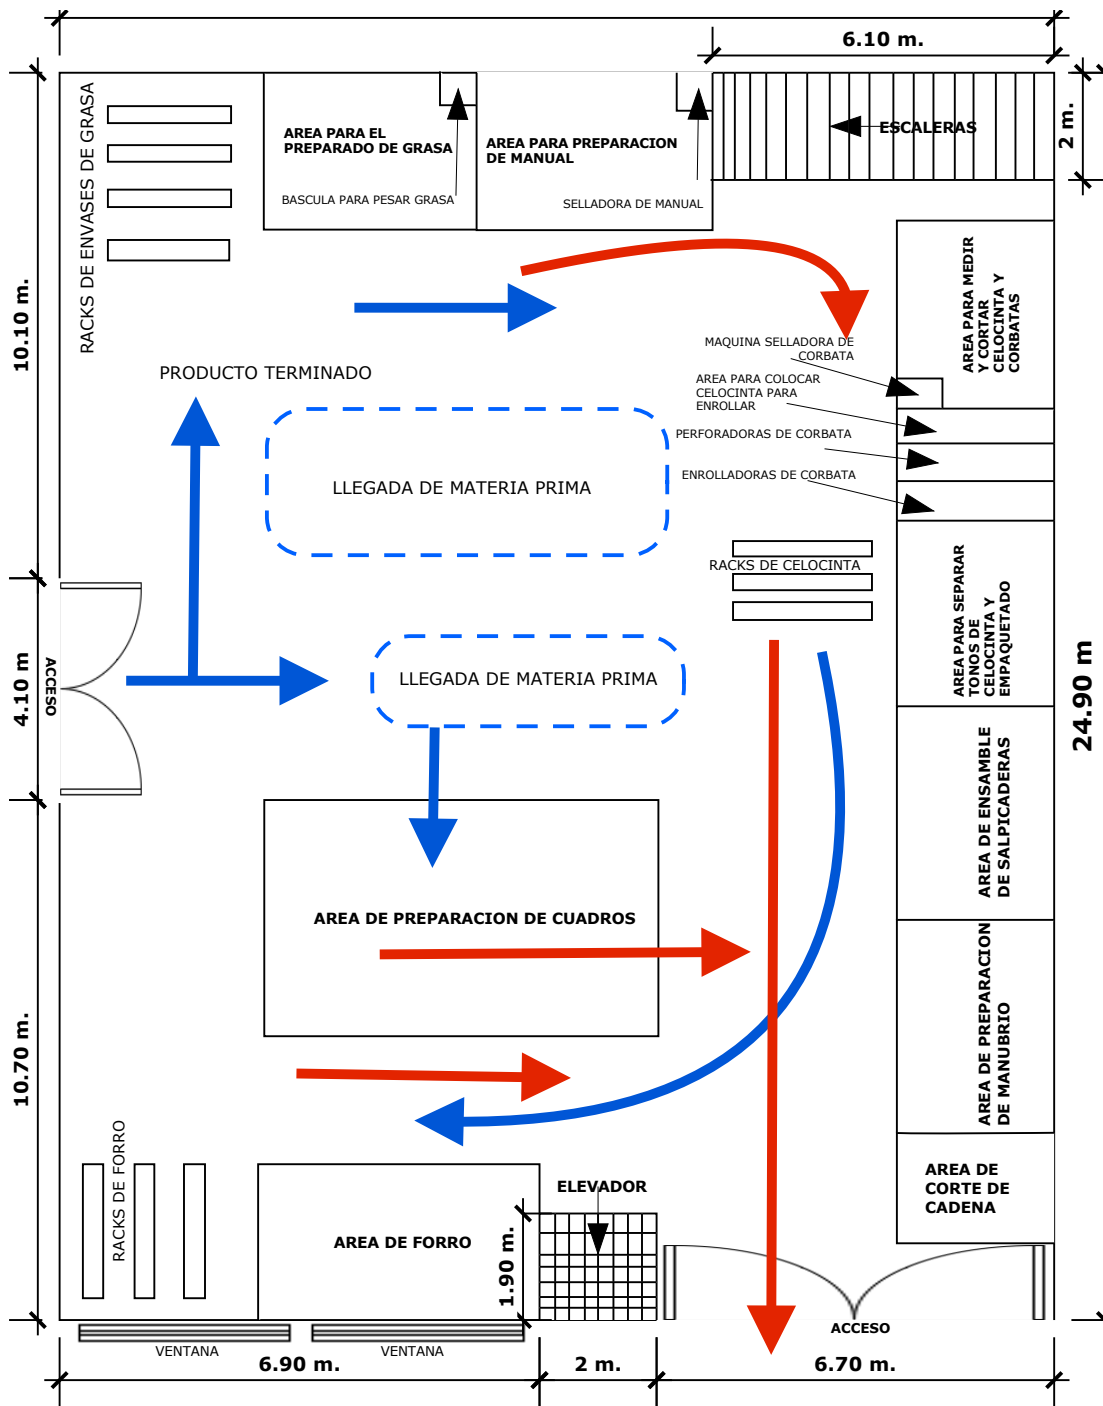 6.10 m.
ESCALERAS
2 m.
RACKS DE ENVASES DE GRASA
AREA PARA EL
PREPARADO DE GRASA
BASCULA PARA PESAR GRASA
AREA PARA PREPARACION
DE MANUAL
SELLADORA DE MANUAL
10.10 m.
AREA PARA MEDIR
Y CORTAR
CELOCINTA Y
CORBATAS
MAQUINA SELLADORA DE
CORBATA
AREA PARA COLOCAR
CELOCINTA PARA
ENROLLAR
PERFORADORAS DE CORBATA
ENROLLADORAS DE CORBATA
PRODUCTO TERMINADO
LLEGADA DE MATERIA PRIMA
RACKS DE CELOCINTA
AREA PARA SEPARAR
TONOS DE
CELOCINTA Y
EMPAQUETADO
4.10 m
ACCESO
LLEGADA DE MATERIA PRIMA
24.90 m
AREA DE ENSAMBLE
DE SALPICADERAS
AREA DE PREPARACION DE CUADROS
AREA DE PREPARACION
DE MANUBRIO
10.70 m.
RACKS DE FORRO
AREA DE
CORTE DE
CADENA
ELEVADOR
AREA DE FORRO
1.90 m.
ACCESO
VENTANA
VENTANA
6.90 m.
2 m.
6.70 m.